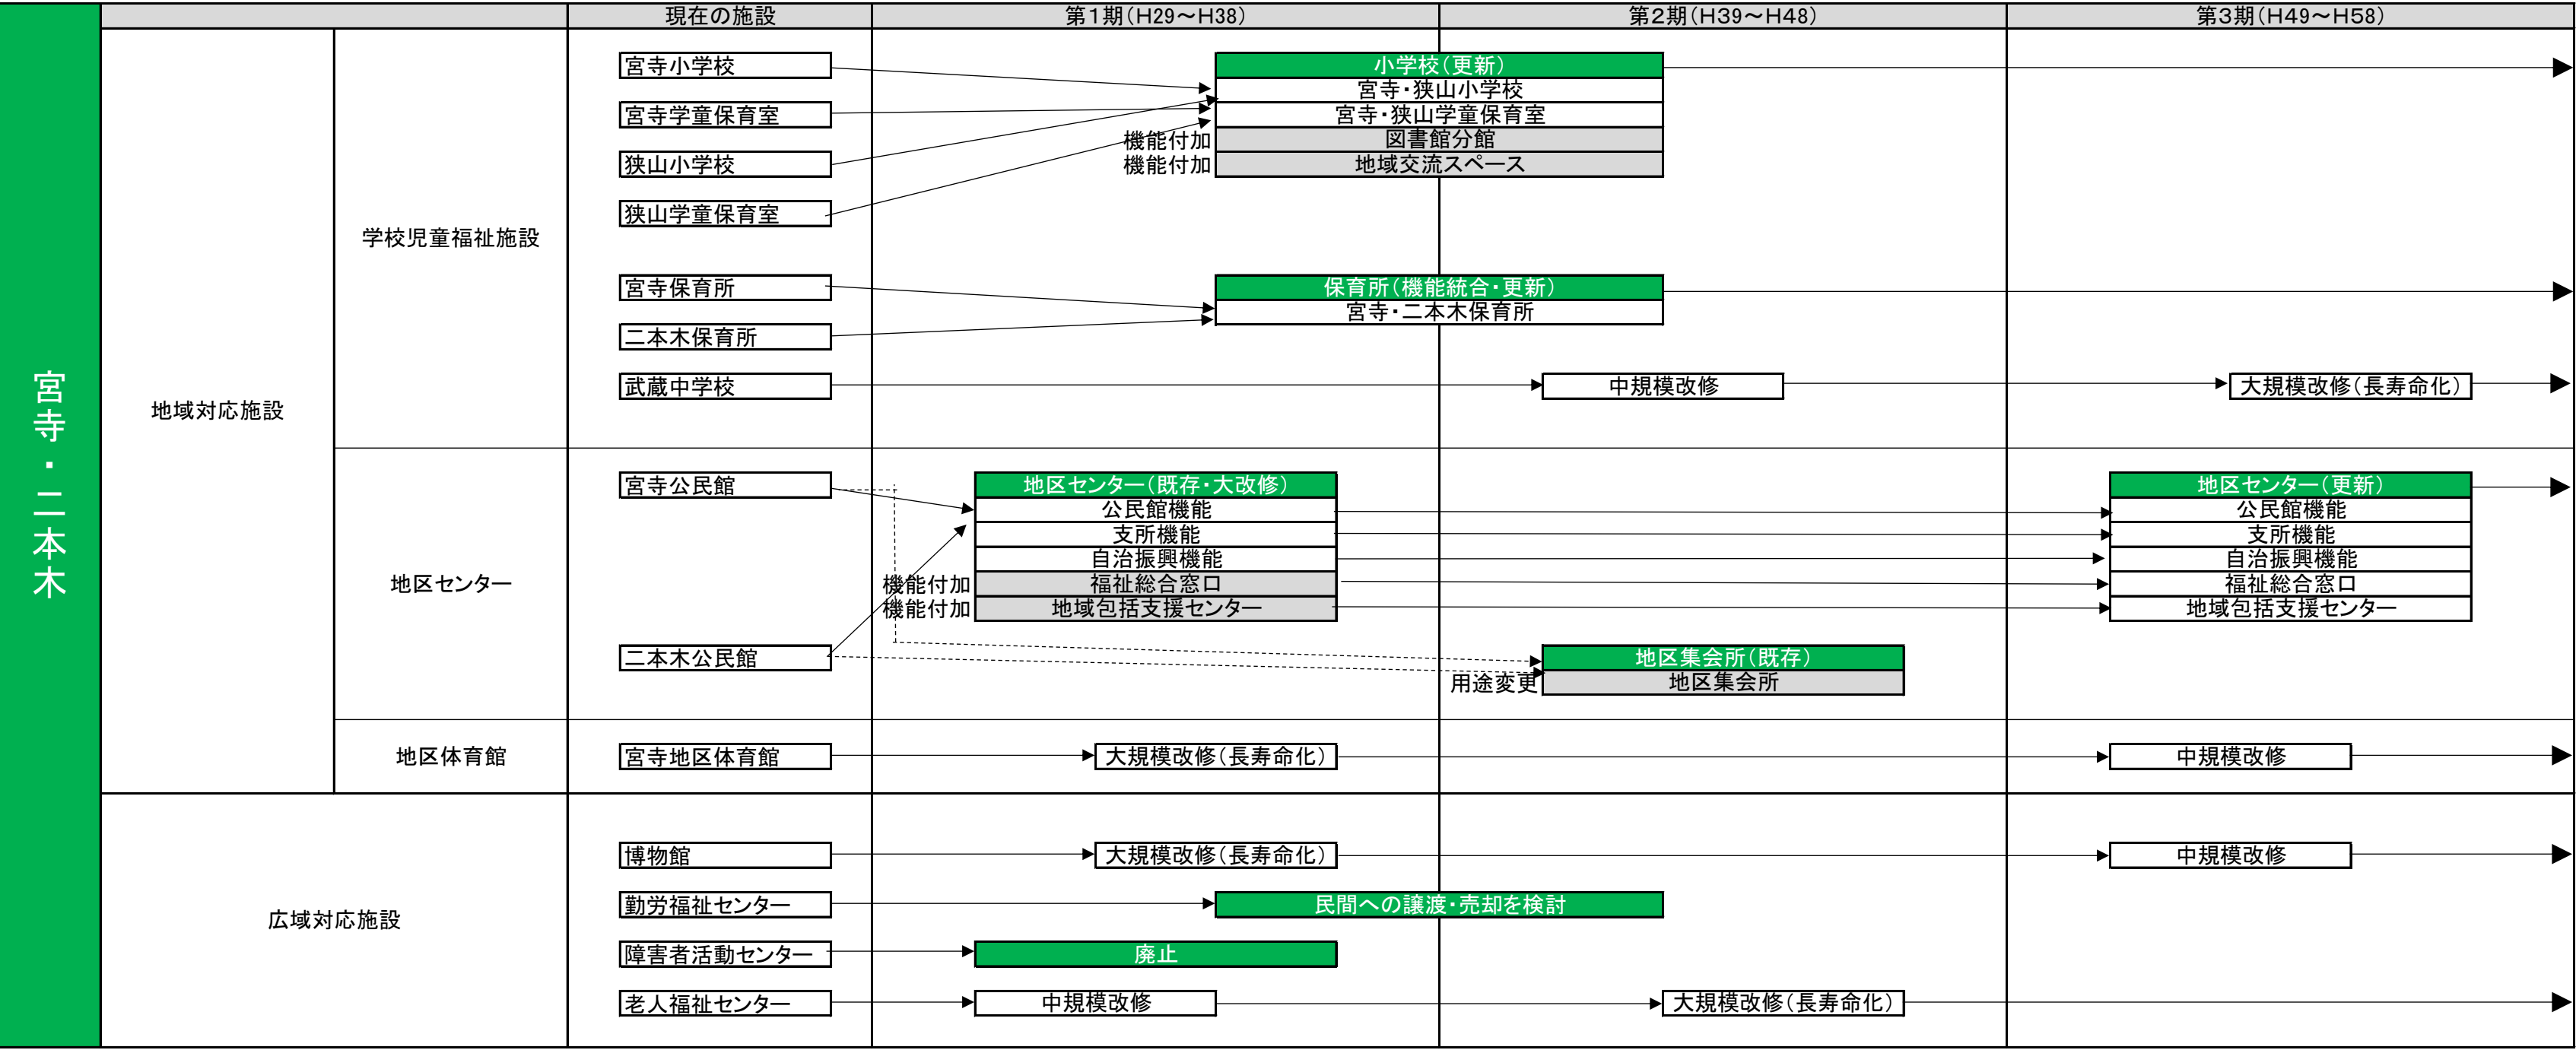 宮寺・二本木
現在の施設
第1期(H29～H38)
第2期(H39～H48)
第3期(H49～H58)
地域対応施設
学校児童福祉施設
宮寺小学校
宮寺学童保育室
狭山小学校
狭山学童保育室
小学校(更新)
宮寺・狭山小学校
宮寺・狭山学童保育室
機能付加
図書館分館
機能付加
地域交流スペース
宮寺保育所
二本木保育所
保育所(機能統合・更新)
宮寺・二本木保育所
武蔵中学校
中規模改修
大規模改修(長寿命化)
地区センター
宮寺公民館
二本木公民館
地区センター(既存・大改修)
公民館機能
支所機能
自治振興機能
機能付加
福祉総合窓口
機能付加
地域包括支援センター
地区センター(更新)
公民館機能
支所機能
自治振興機能
福祉総合窓口
地域包括支援センター
地区集会所(既存)
用途変更
地区集会所
地区体育館
宮寺地区体育館
大規模改修(長寿命化)
中規模改修
広域対応施設
博物館
大規模改修(長寿命化)
中規模改修
勤労福祉センター
民間への譲渡・売却を検討
障害者活動センター
廃止
老人福祉センター
中規模改修
大規模改修(長寿命化)